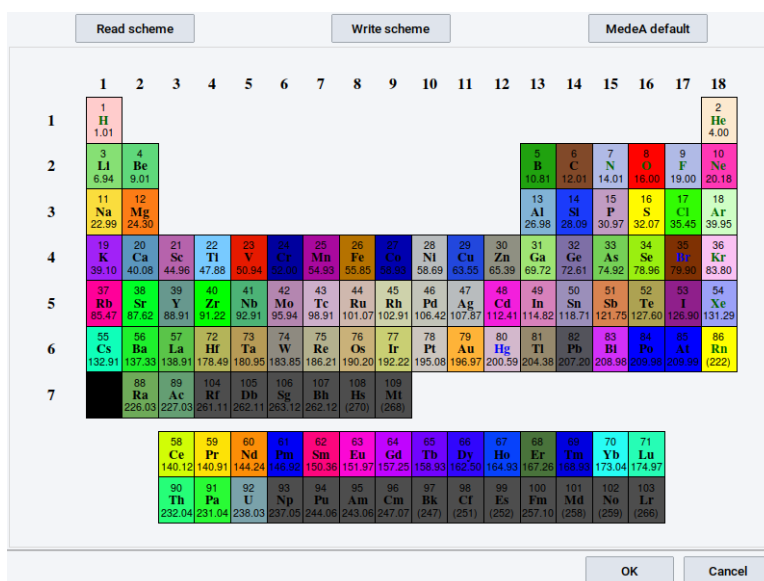 Read scheme Write scheme MedeA default
1 2 3 4 5 6 7 8 9 10 11 12 13 14 15 16 17 18
1 2
1 H He
1.01 4.00
3 4 5 6 7 8 9 10
2 Li Be B C N O F Ne
6.94 9.01 10.81 12.01 14.01 16.00 19.00 20.18
11 12 13 14 15 16 17 18
3 Na Mg Al Si P S Cl Ar
22.99 24.30 26.98 28.09 30.97 32.07 35.45 39.95
19 20 21 22 23 24 25 26 27 28 29 30 31 32 33 34 35 36
4 K Ca Sc Ti V Cr Mn Fe Co Ni Cu Zn Ga Ge As Se Br Kr
39.10 40.08 44.96 47.88 50.94 52.00 54.93 55.85 58.93 58.69 63.55 65.39 69.72 72.61 74.92 78.96 79.90 83.80
37 38 39 40 41 42 43 44 45 46 47 48 49 50 51 52 53 54
5 Rb Sr Y Zr Nb Mo Tc Ru Rh Pd Ag Cd In Sn Sb Te I Xe
85.47 87.62 88.91 91.22 92.91 95.94 98.91 101.07 102.91 106.42 107.87 112.41 114.82 118.71 121.75 127.60 126.90 131.29
55 56 57 72 73 74 75 76 77 78 79 80 81 82 83 84 85 86
6 Cs Ba La Hf Ta W Re Os Ir Pt Au Hg Tl Pb Bi Po At Rn
132.91 137.33 138.91 178.49 180.95 183.85 186.21 190.20 192.22 195.08 196.97 200.59 204.38 207.20 208.98 209.98 209.99 (222)
88 89 104 105 106 107 108 109
7 Ra Ac Rf Db Sg Bh Hs Mt
226.03 227.03 261.11 262.11 263.12 262.12 (270) (268)
58 59 60 61 62 63 64 65 66 67 68 69 70 71
Ce Pr Nd Pm Sm Eu Gd Tb Dy Ho Er Tm Yb Lu
140.12 140.91 144.24 146.92 150.36 151.97 157.25 158.93 162.50 164.93 167.26 168.93 173.04 174.97
90 91 92 93 94 95 96 97 98 99 100 101 102 103
Th Pa U Np Pu Am Cm Bk Cf Es Fm Md No Lr
232.04 231.04 238.03 237.05 244.06 243.06 247.07 (247) (251) (252) 257.10 (258) (259) (266)
OK Cancel